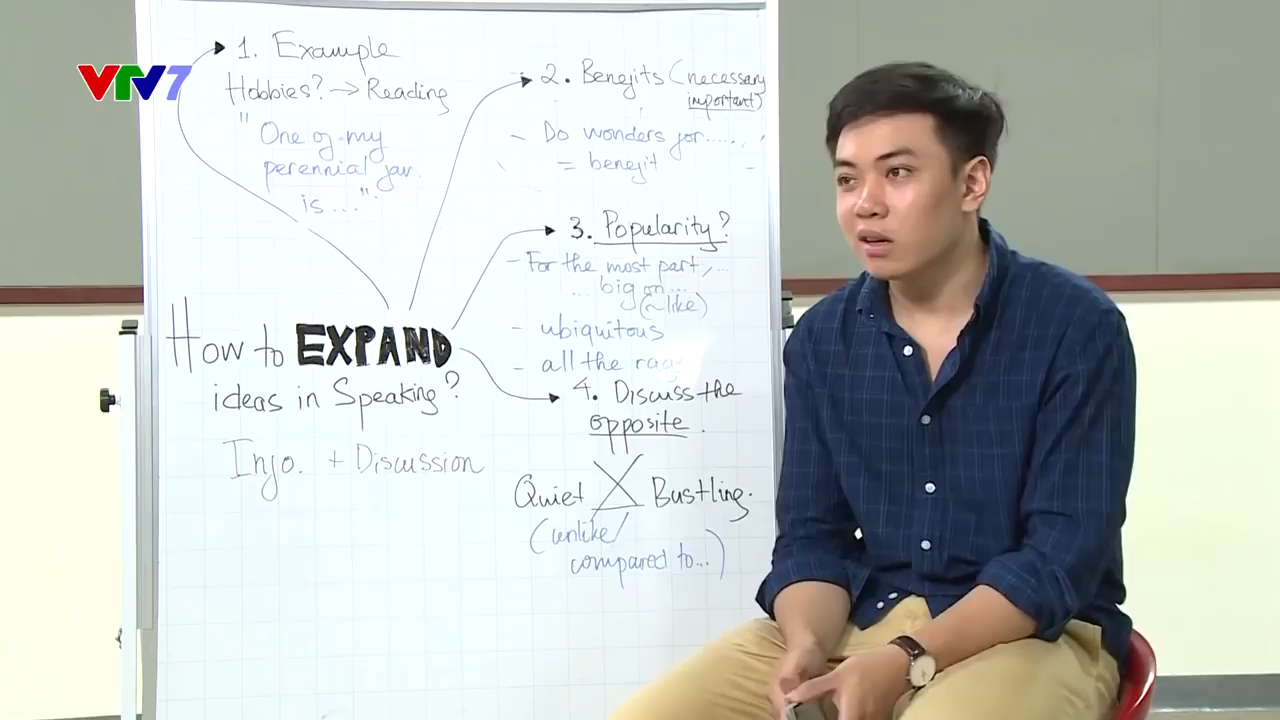 VTV7
1. Example
Hobbies? → Reading
"One of my
perennial fav.
is ..."
2. Benefits (necessary
important)
- Do wonders for......
= benefit
3. Popularity?
- For the most part, ...
... big on ...
(~ like)
- ubiquitous
- all the rage
4. Discuss the
opposite.
Quiet Bustling.
(unlike/
compared to...)
How to EXPAND
ideas in Speaking?
Info. + Discussion